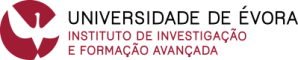 UNIVERSIDADE DE ÉVORA
INSTITUTO DE INVESTIGAÇÃO
E FORMAÇÃO AVANÇADA